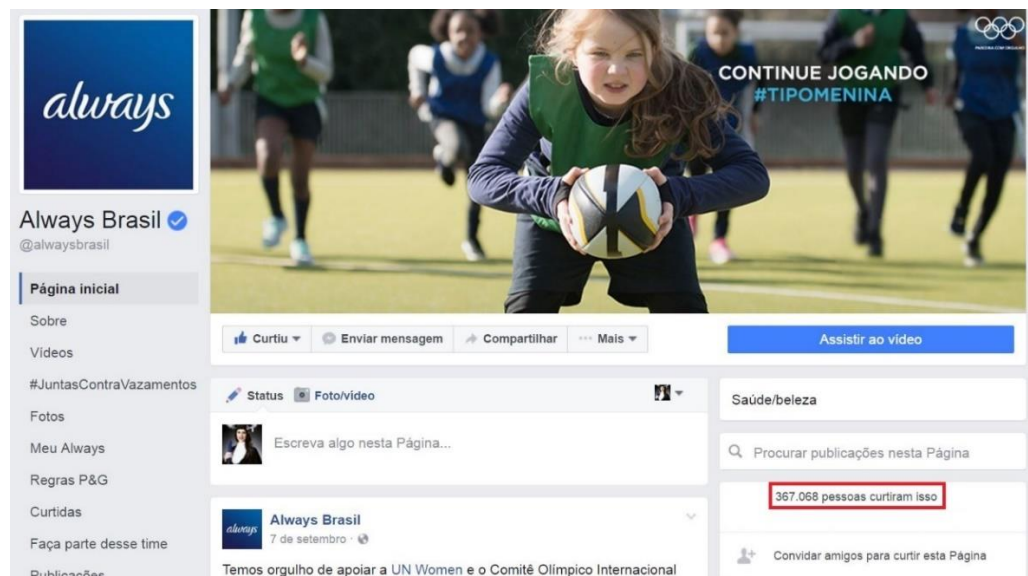 always
CONTINUE JOGANDO
#TIPOMENINA
Always Brasil
@alwaysbrasil
Página inicial
Sobre
Vídeos
#JuntasContraVazamentos
Fotos
Meu Always
Regras P&G
Curtidas
Faça parte desse time
Publicações
Curtiu
Enviar mensagem
Compartilhar
Mais
Assistir ao vídeo
Status
Foto/vídeo
Escreva algo nesta Página...
always
Always Brasil
7 de setembro ·
Temos orgulho de apoiar a UN Women e o Comitê Olímpico Internacional
Saúde/beleza
Procurar publicações nesta Página
367.068 pessoas curtiram isso
Convidar amigos para curtir esta Página